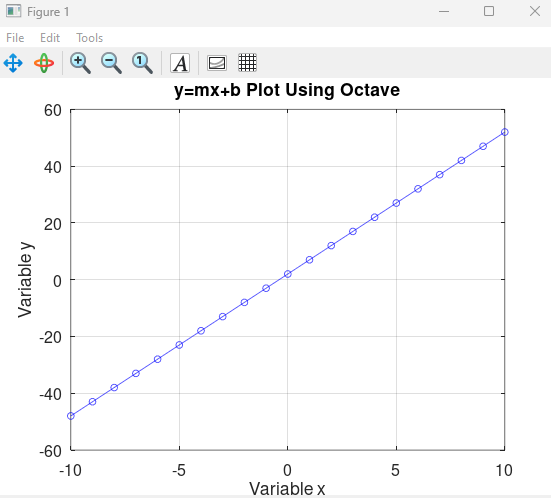 Figure 1
File Edit Tools
1 A
y=mx+b Plot Using Octave
60
40
20
0
-20
-40
-60
Variable y
-10 -5 0 5 10
Variable x